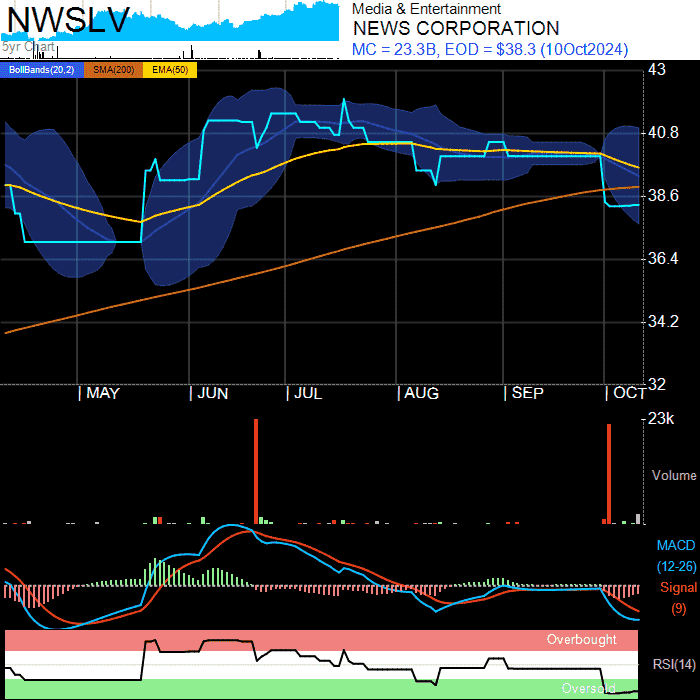 NWSLV
5yr Chart
Media & Entertainment
NEWS CORPORATION
MC = 23.3B, EOD = $38.3 (10Oct2024)
BollBands(20,2) SMA(200) EMA(50)
43
40.8
38.6
36.4
34.2
32
| MAY | JUN | JUL | AUG | SEP | OCT
23k
Volume
MACD
(12-26)
Signal
(9)
Overbought
RSI(14)
Oversold